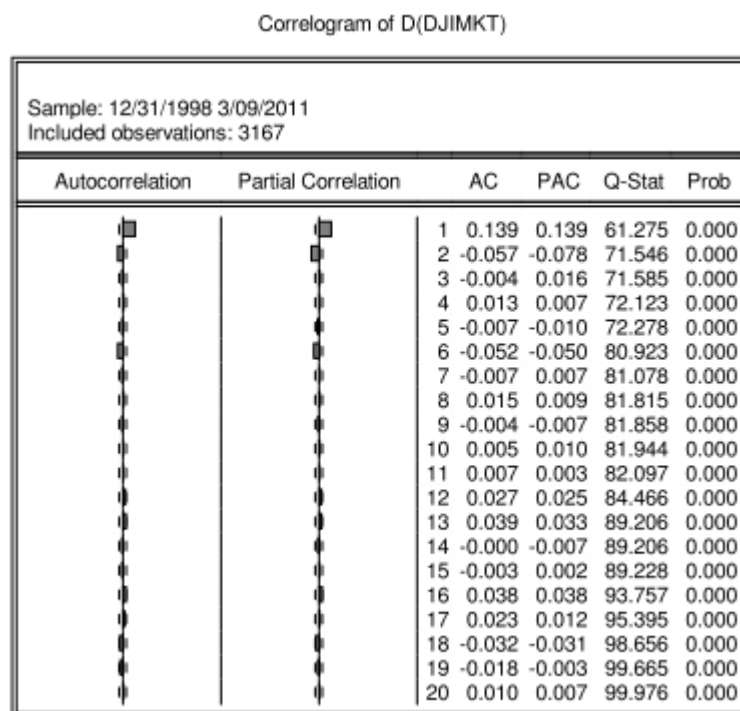 Correlogram of D(DJIMKT)
Sample: 12/31/1998 3/09/2011
Included observations: 3167
Autocorrelation Partial Correlation AC PAC Q-Stat Prob
1 0.139 0.139 61.275 0.000
2 -0.057 -0.078 71.546 0.000
3 -0.004 0.016 71.585 0.000
4 0.013 0.007 72.123 0.000
5 -0.007 -0.010 72.278 0.000
6 -0.052 -0.050 80.923 0.000
7 -0.007 0.007 81.078 0.000
8 0.015 0.009 81.815 0.000
9 -0.004 -0.007 81.858 0.000
10 0.005 0.010 81.944 0.000
11 0.007 0.003 82.097 0.000
12 0.027 0.025 84.466 0.000
13 0.039 0.033 89.206 0.000
14 -0.000 -0.007 89.206 0.000
15 -0.003 0.002 89.228 0.000
16 0.038 0.038 93.757 0.000
17 0.023 0.012 95.395 0.000
18 -0.032 -0.031 98.656 0.000
19 -0.018 -0.003 99.665 0.000
20 0.010 0.007 99.976 0.000